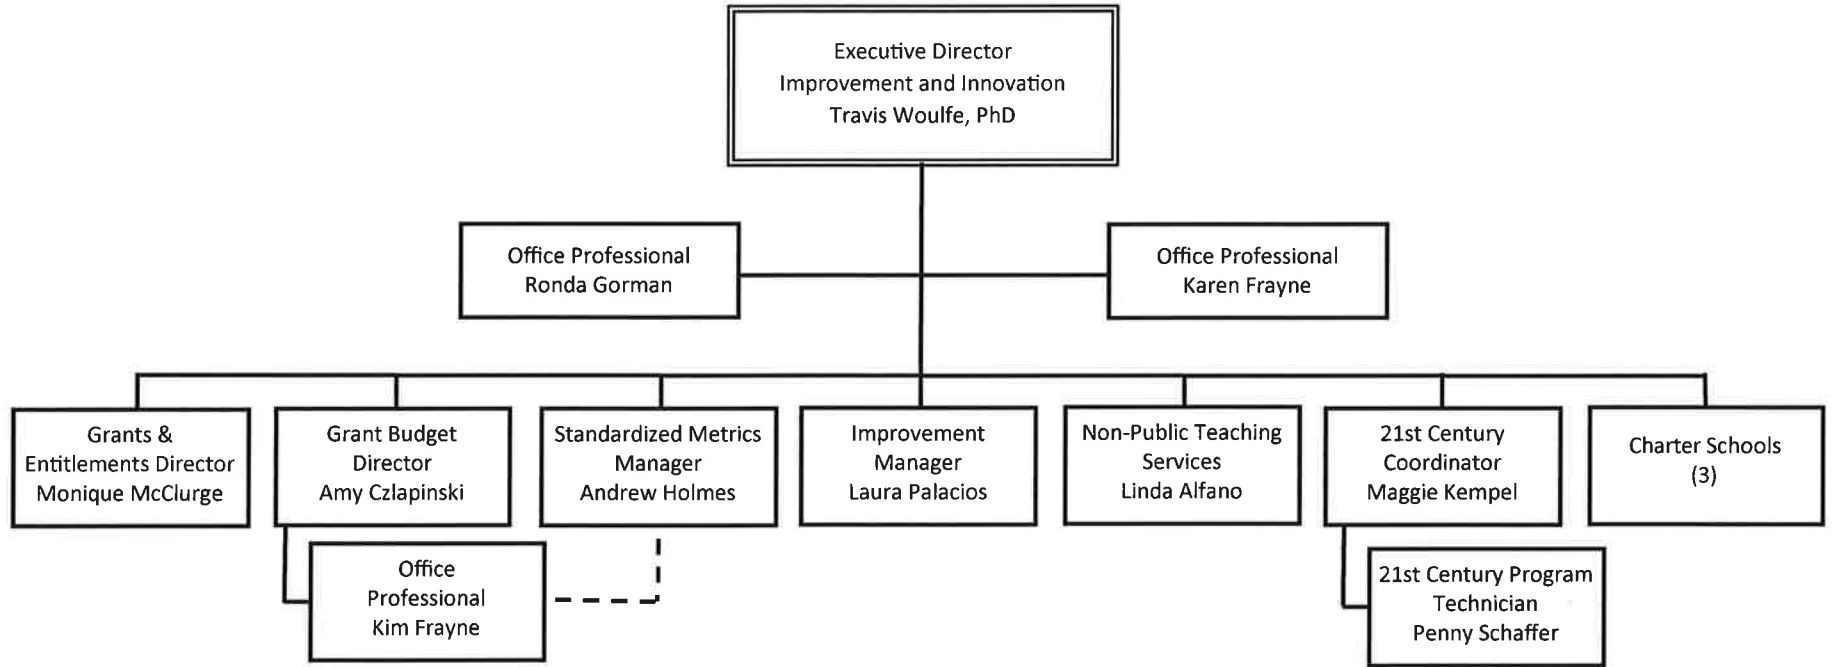 Executive Director
Improvement and Innovation
Travis Woulfe, PhD
Office Professional
Ronda Gorman
Office Professional
Karen Frayne
Grants &
Entitlements Director
Monique McClurge
Grant Budget
Director
Amy Czlapinski
Standardized Metrics
Manager
Andrew Holmes
Improvement
Manager
Laura Palacios
Non-Public Teaching
Services
Linda Alfano
21st Century
Coordinator
Maggie Kempel
Charter Schools
(3)
Office
Professional
Kim Frayne
21st Century Program
Technician
Penny Schaffer